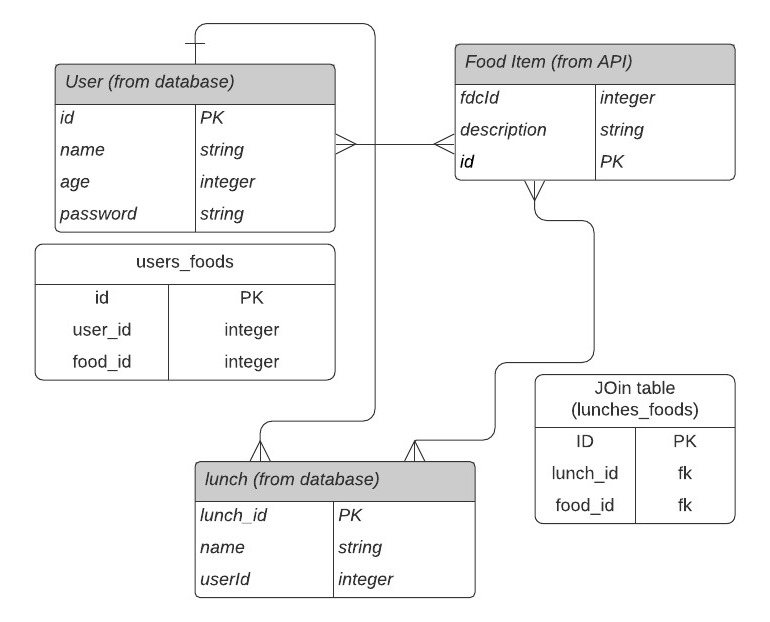 User (from database)
id PK
name string
age integer
password string
Food Item (from API)
fdcId integer
description string
id PK
users_foods
id PK
user_id integer
food_id integer
JOin table
(lunches_foods)
ID PK
lunch_id fk
food_id fk
lunch (from database)
lunch_id PK
name string
userId integer